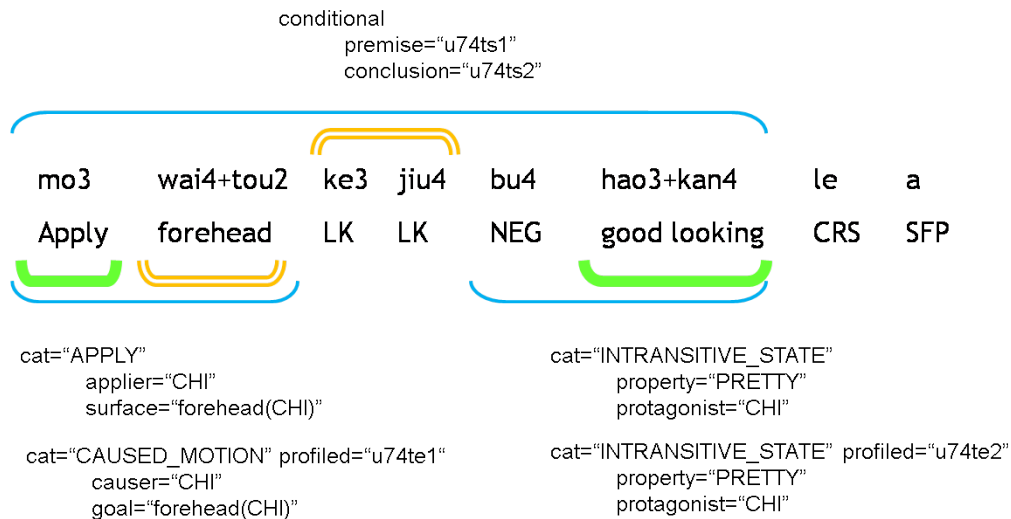 conditional
premise=“u74ts1”
conclusion=“u74ts2”
mo3 wai4+tou2 ke3 jiu4 bu4 hao3+kan4 le a
Apply forehead LK LK NEG good looking CRS SFP
cat=“APPLY”
applier=“CHI”
surface=“forehead(CHI)”
cat=“INTRANSITIVE_STATE”
property=“PRETTY”
protagonist=“CHI”
cat=“CAUSED_MOTION” profiled=“u74te1“
causer=“CHI”
goal=“forehead(CHI)”
cat=“INTRANSITIVE_STATE” profiled=“u74te2”
property=“PRETTY”
protagonist=“CHI”